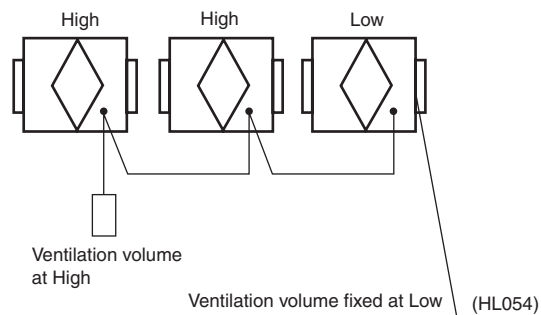 High High Low
Ventilation volume
at High
Ventilation volume fixed at Low (HL054)